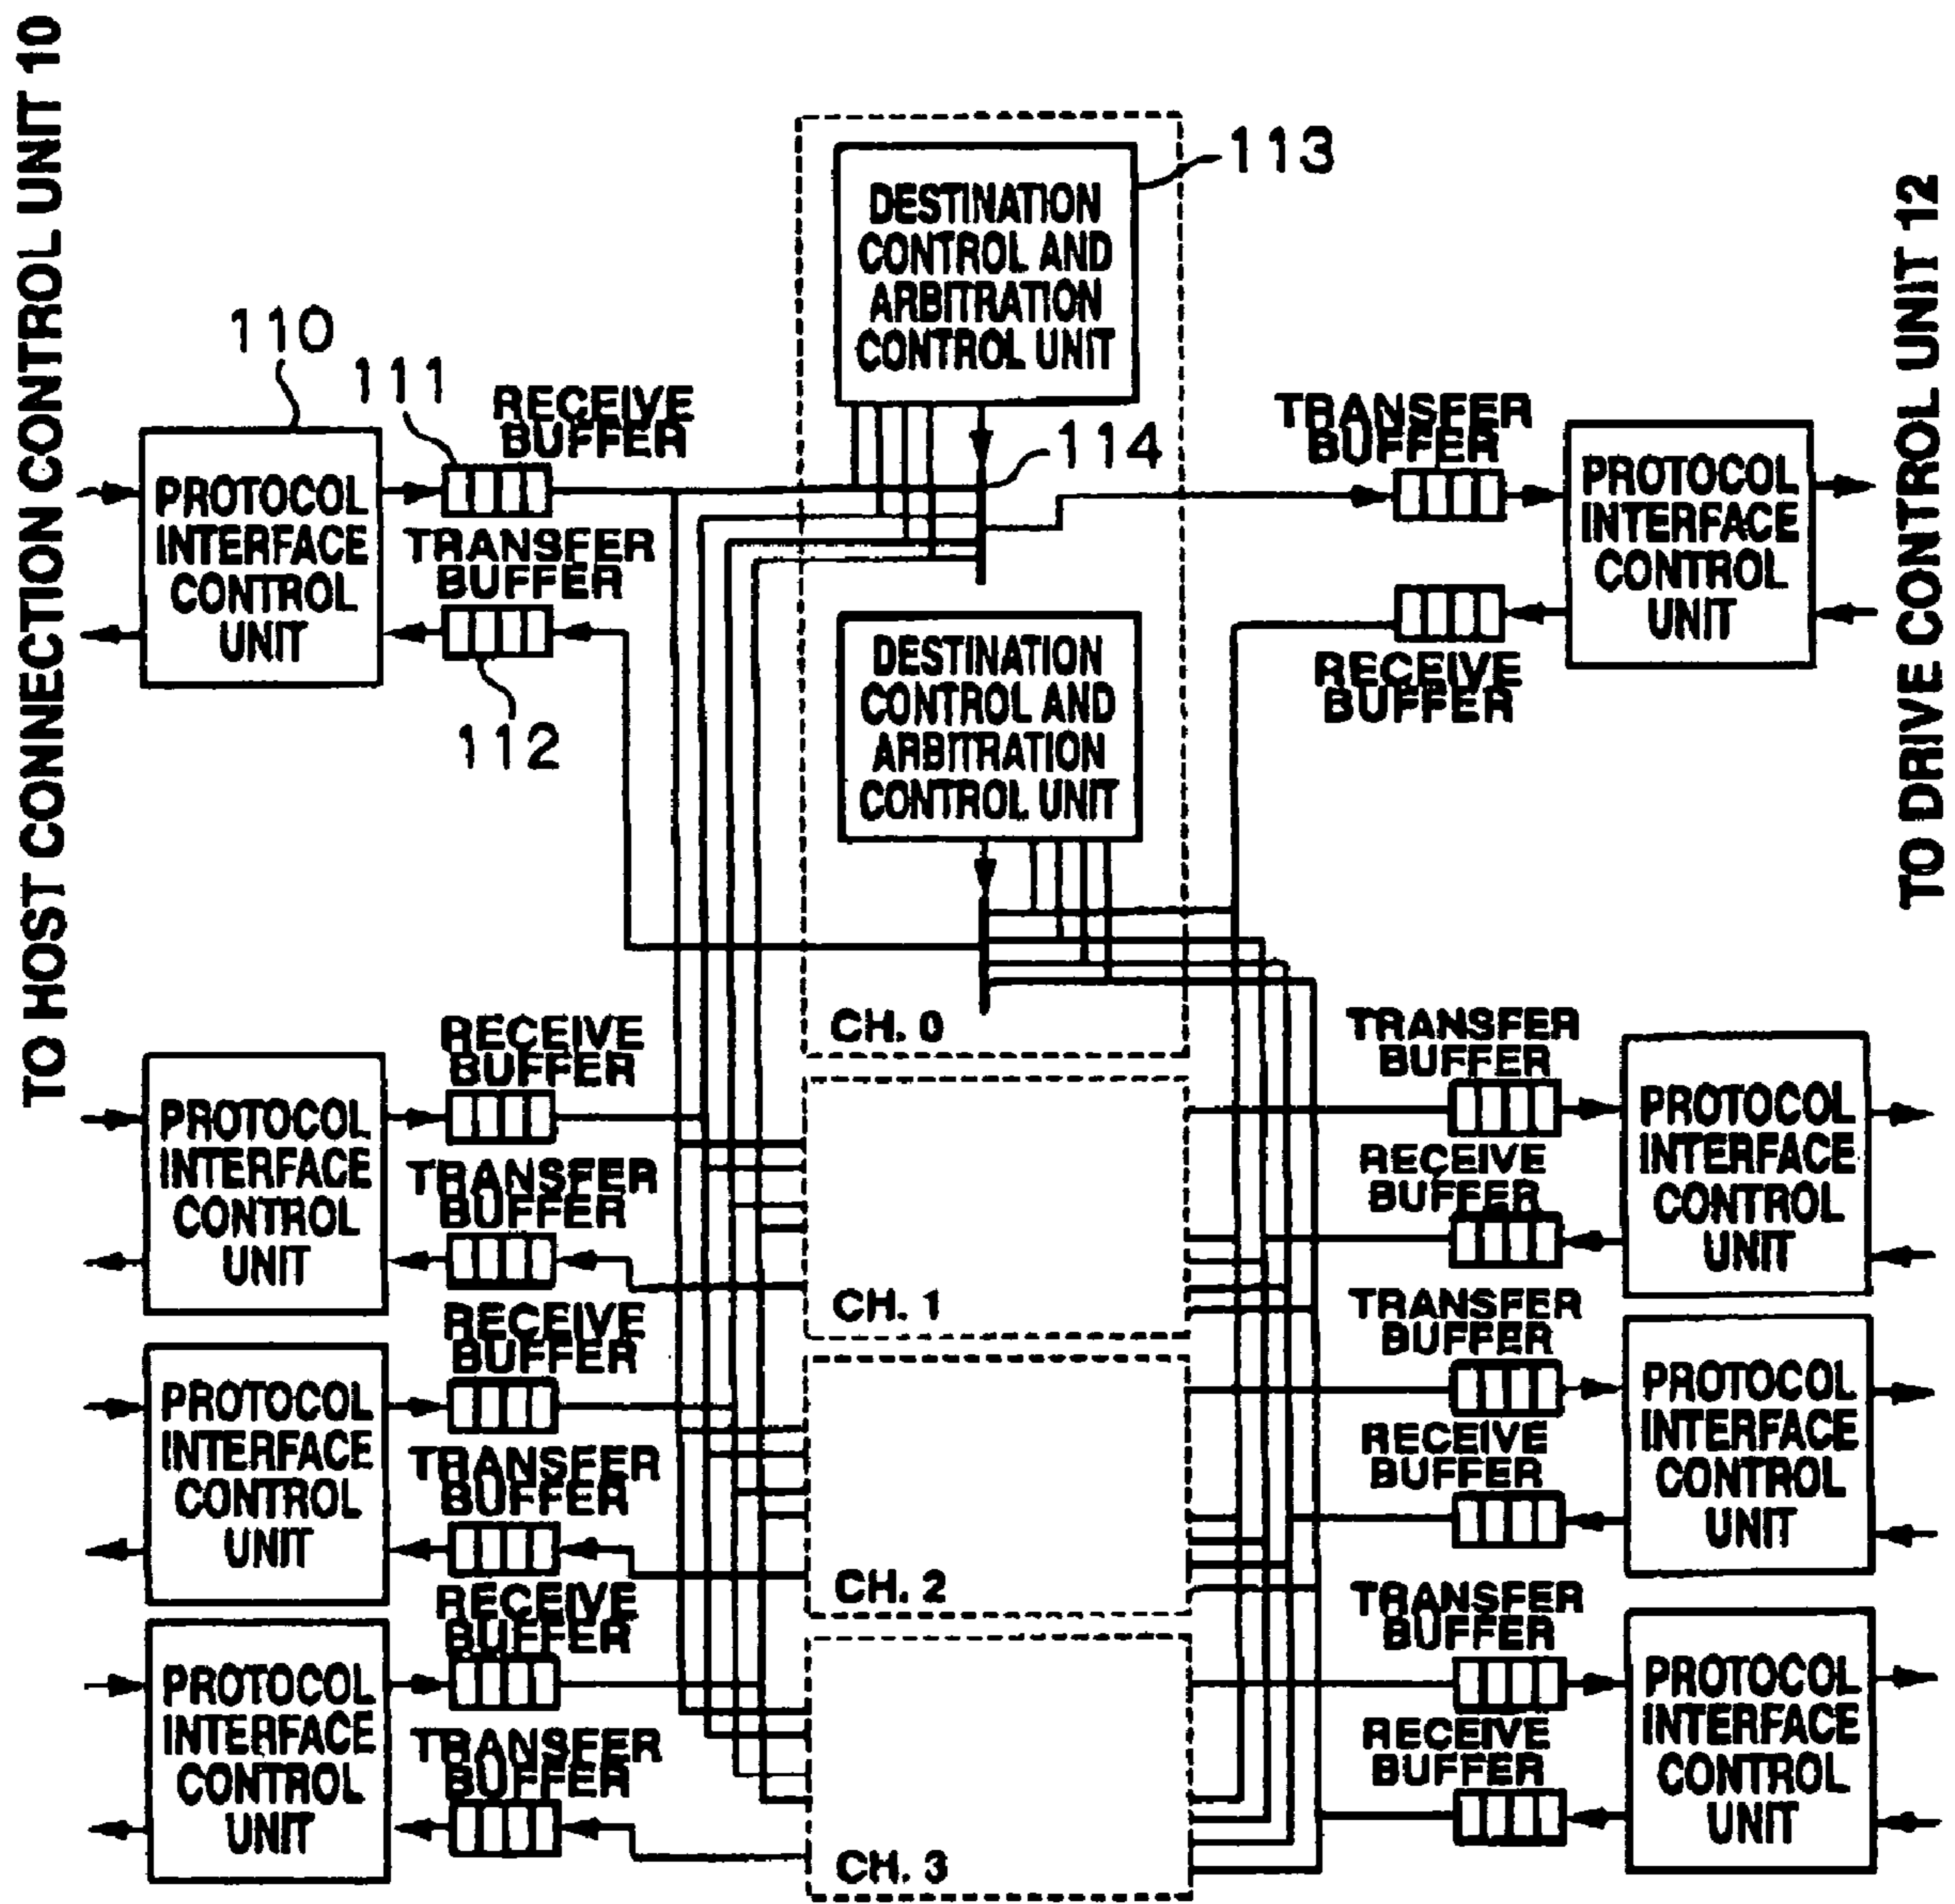 TO HOST CONNECTION CONTROL UNIT 10
110
PROTOCOL
INTERFACE
CONTROL
UNIT
111
RECEIVE
BUFFER
TRANSFER
BUFFER
112
113
DESTINATION
CONTROL AND
ARBITRATION
CONTROL UNIT
114
DESTINATION
CONTROL AND
ARBITRATION
CONTROL UNIT
CH. 0
TRANSFER
BUFFER
RECEIVE
BUFFER
PROTOCOL
INTERFACE
CONTROL
UNIT
TO DRIVE CONTROL UNIT 12
PROTOCOL
INTERFACE
CONTROL
UNIT
RECEIVE
BUFFER
TRANSFER
BUFFER
CH. 1
TRANSFER
BUFFER
RECEIVE
BUFFER
PROTOCOL
INTERFACE
CONTROL
UNIT
PROTOCOL
INTERFACE
CONTROL
UNIT
RECEIVE
BUFFER
TRANSFER
BUFFER
CH. 2
TRANSFER
BUFFER
RECEIVE
BUFFER
PROTOCOL
INTERFACE
CONTROL
UNIT
PROTOCOL
INTERFACE
CONTROL
UNIT
RECEIVE
BUFFER
TRANSFER
BUFFER
CH. 3
TRANSFER
BUFFER
RECEIVE
BUFFER
PROTOCOL
INTERFACE
CONTROL
UNIT